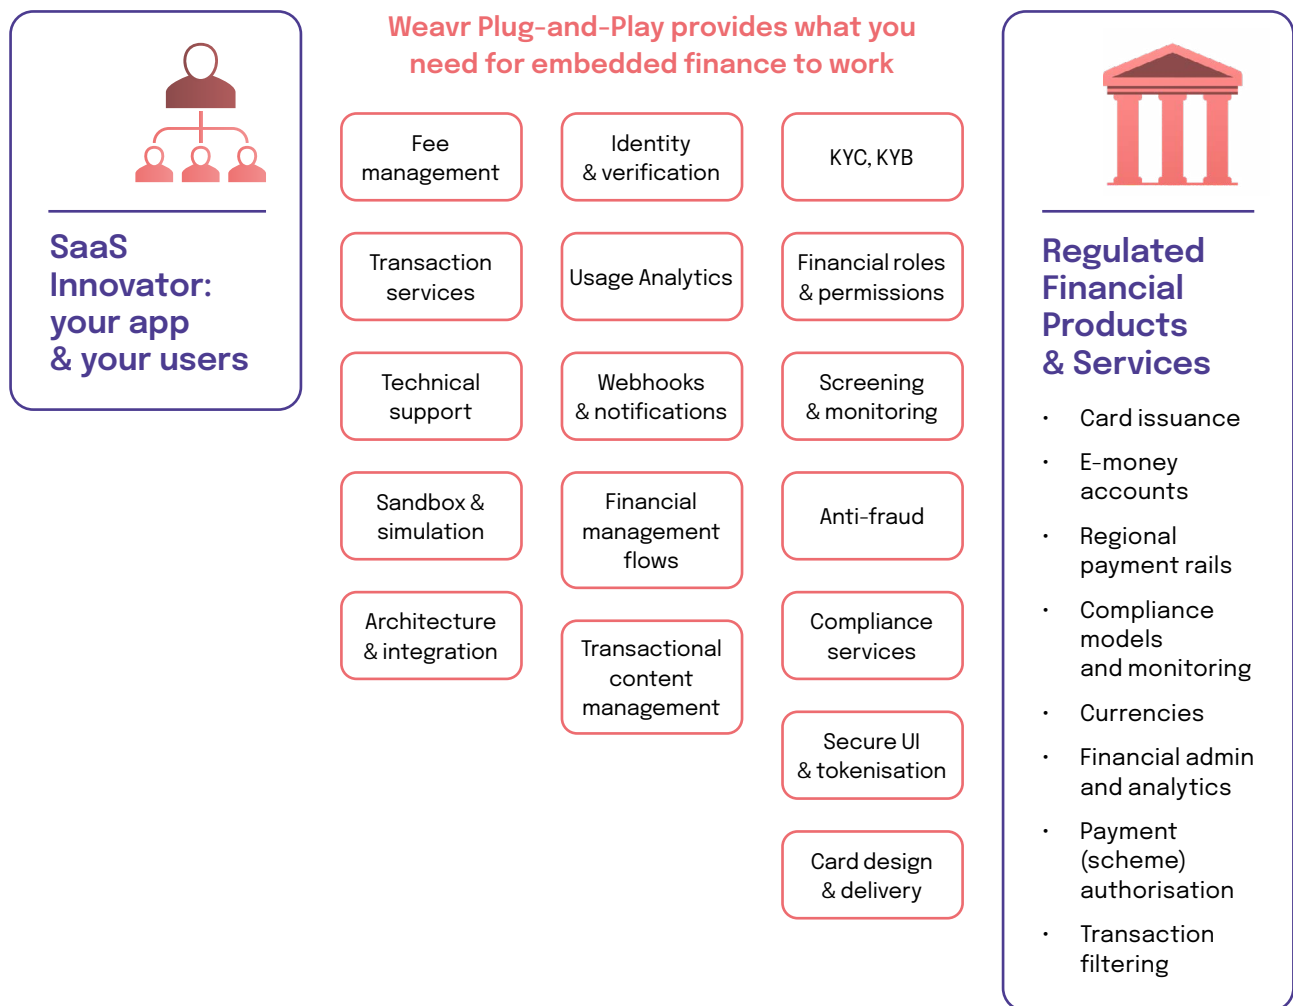 Weavr Plug-and-Play provides what you
need for embedded finance to work
SaaS
Innovator:
your app
& your users
Fee
management
Transaction
services
Technical
support
Sandbox &
simulation
Architecture
& integration
Identity
& verification
Usage Analytics
Webhooks
& notifications
Financial
management
flows
Transactional
content
management
KYC, KYB
Financial roles
& permissions
Screening
& monitoring
Anti-fraud
Compliance
services
Secure UI
& tokenisation
Card design
& delivery
Regulated
Financial
Products
& Services
• Card issuance
• E-money
accounts
• Regional
payment rails
• Compliance
models
and monitoring
• Currencies
• Financial admin
and analytics
• Payment
(scheme)
authorisation
• Transaction
filtering